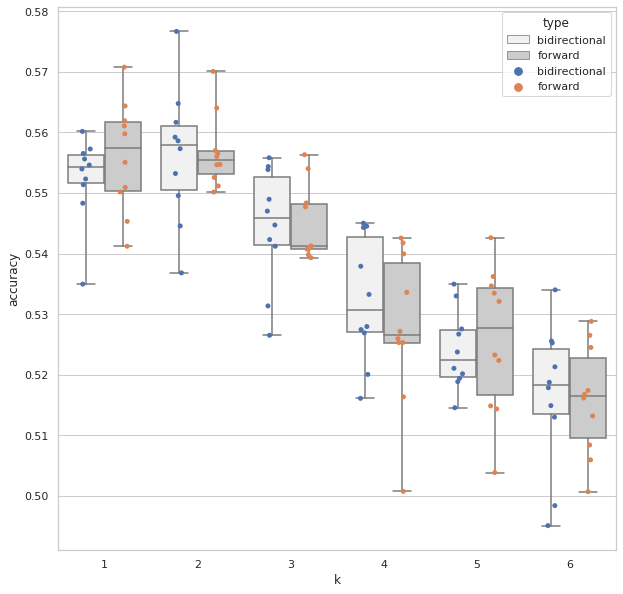 type
bidirectional
forward
bidirectional
forward
0.58
0.57
0.56
0.55
0.54
0.53
0.52
0.51
0.50
accuracy
1 2 3 4 5 6
k